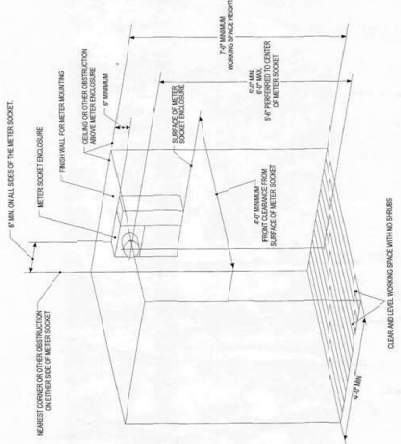 6" MIN. ON ALL SIDES OF THE METER SOCKET.
METER SOCKET ENCLOSURE
FINISH WALL FOR METER MOUNTING
CEILING OR OTHER OBSTRUCTION
ABOVE METER ENCLOSURE
6" MINIMUM
NEAREST CORNER OR OTHER OBSTRUCTION
ON EITHER SIDE OF METER SOCKET
SURFACE OF METER
SOCKET ENCLOSURE
7'-6" MINIMUM
WORKING SPACE HEIGHT
MIN.
6'-0" MAX.
5'-6" PERFERRED TO CENTER
OF METER SOCKET
4'-0" MINIMUM
FRONT CLEARANCE FROM
SURFACE OF METER SOCKET
4'-0" MIN
CLEAR AND LEVEL WORKING SPACE WITH NO SHRUBS